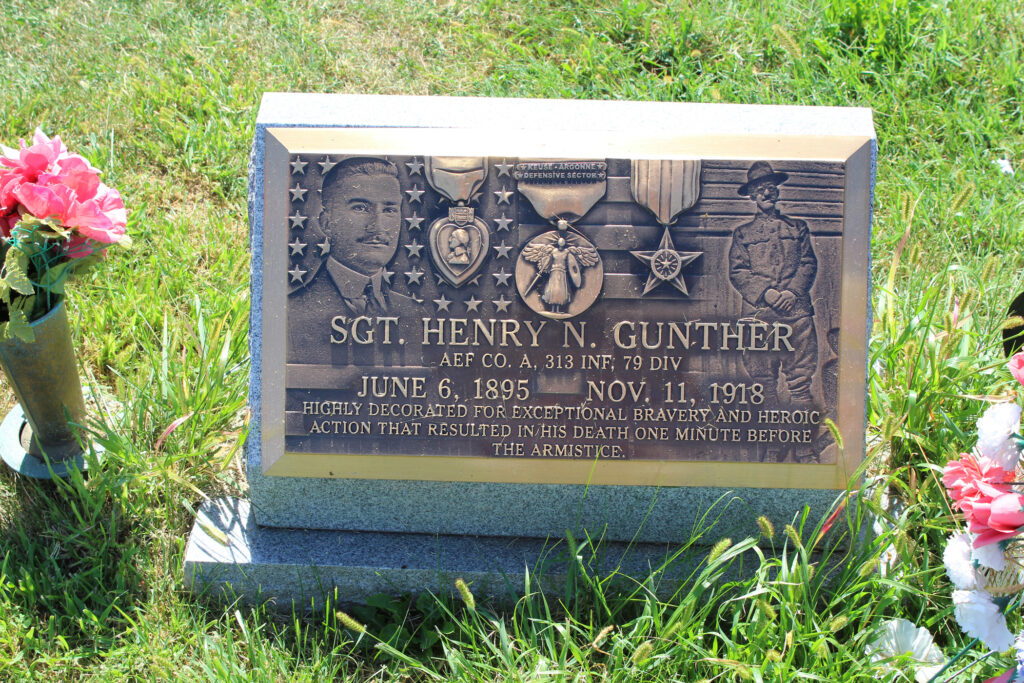 MEUSE-ARGONNE
DEFENSIVE SECTOR
SGT. HENRY N. GUNTHER
AEF CO. A, 313 INF, 79 DIV
JUNE 6, 1895 NOV. 11, 1918
HIGHLY DECORATED FOR EXCEPTIONAL BRAVERY AND HEROIC
ACTION THAT RESULTED IN HIS DEATH ONE MINUTE BEFORE
THE ARMISTICE.